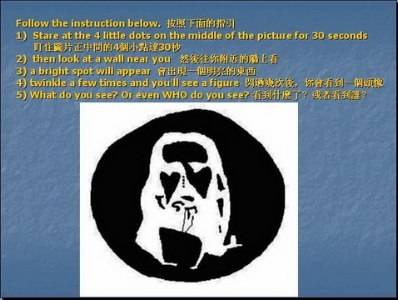 Follow the instruction below. 按照下面的指引
1) Stare at the 4 little dots on the middle of the picture for 30 seconds
盯住圖片正中間的4個小點達30秒
2) then look at a wall near you 然後往你附近的牆上看
3) a bright spot will appear 會出現一個明亮的東西
4) twinkle a few times and you'll see a figure 閃過幾次後，你會看到一個頭像
5) What do you see? Or even WHO do you see? 看到什麼了？或者看到誰？